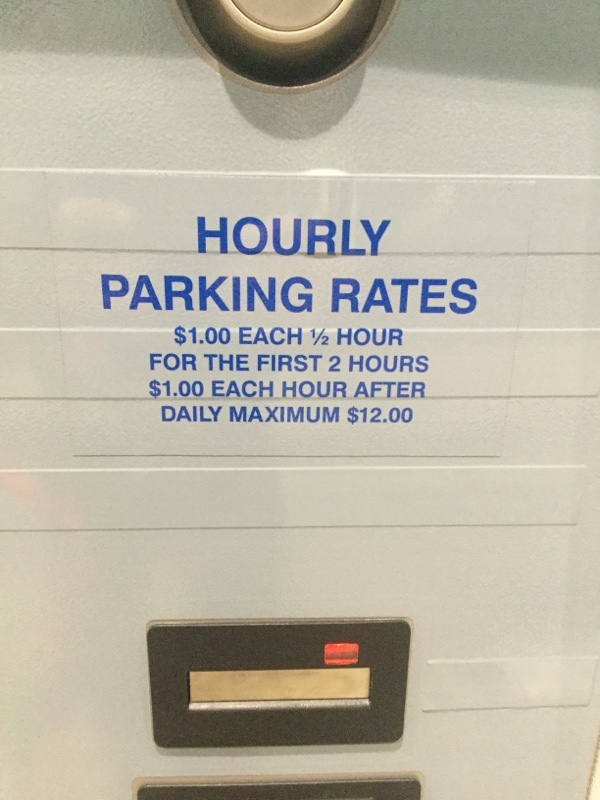 HOURLY
PARKING RATES
$1.00 EACH ½ HOUR
FOR THE FIRST 2 HOURS
$1.00 EACH HOUR AFTER
DAILY MAXIMUM $12.00